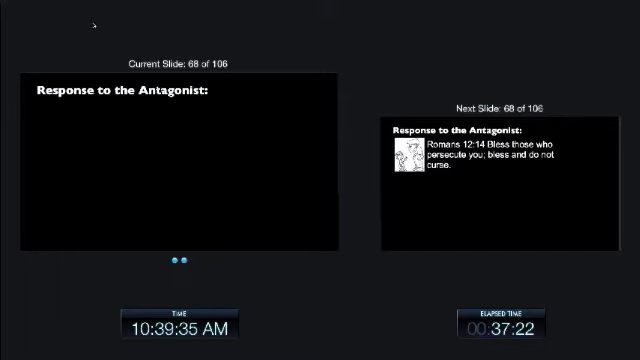 Current Slide: 68 of 106
Response to the Antagonist:
Next Slide: 68 of 106
Response to the Antagonist:
Romans 12:14 Bless those who
persecute you; bless and do not
curse.
TIME
10:39:35 AM
ELAPSED TIME
00:37:22